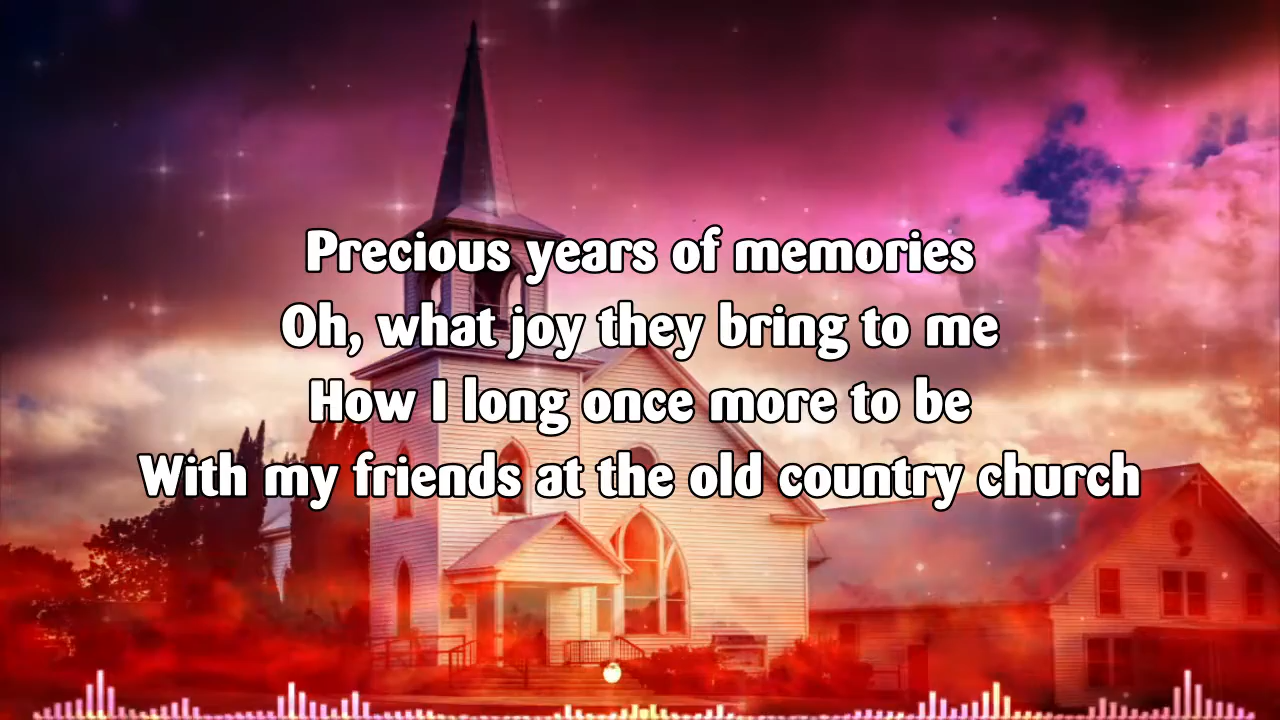 Precious years of memories
Oh, what joy they bring to me
How I long once more to be
With my friends at the old country church